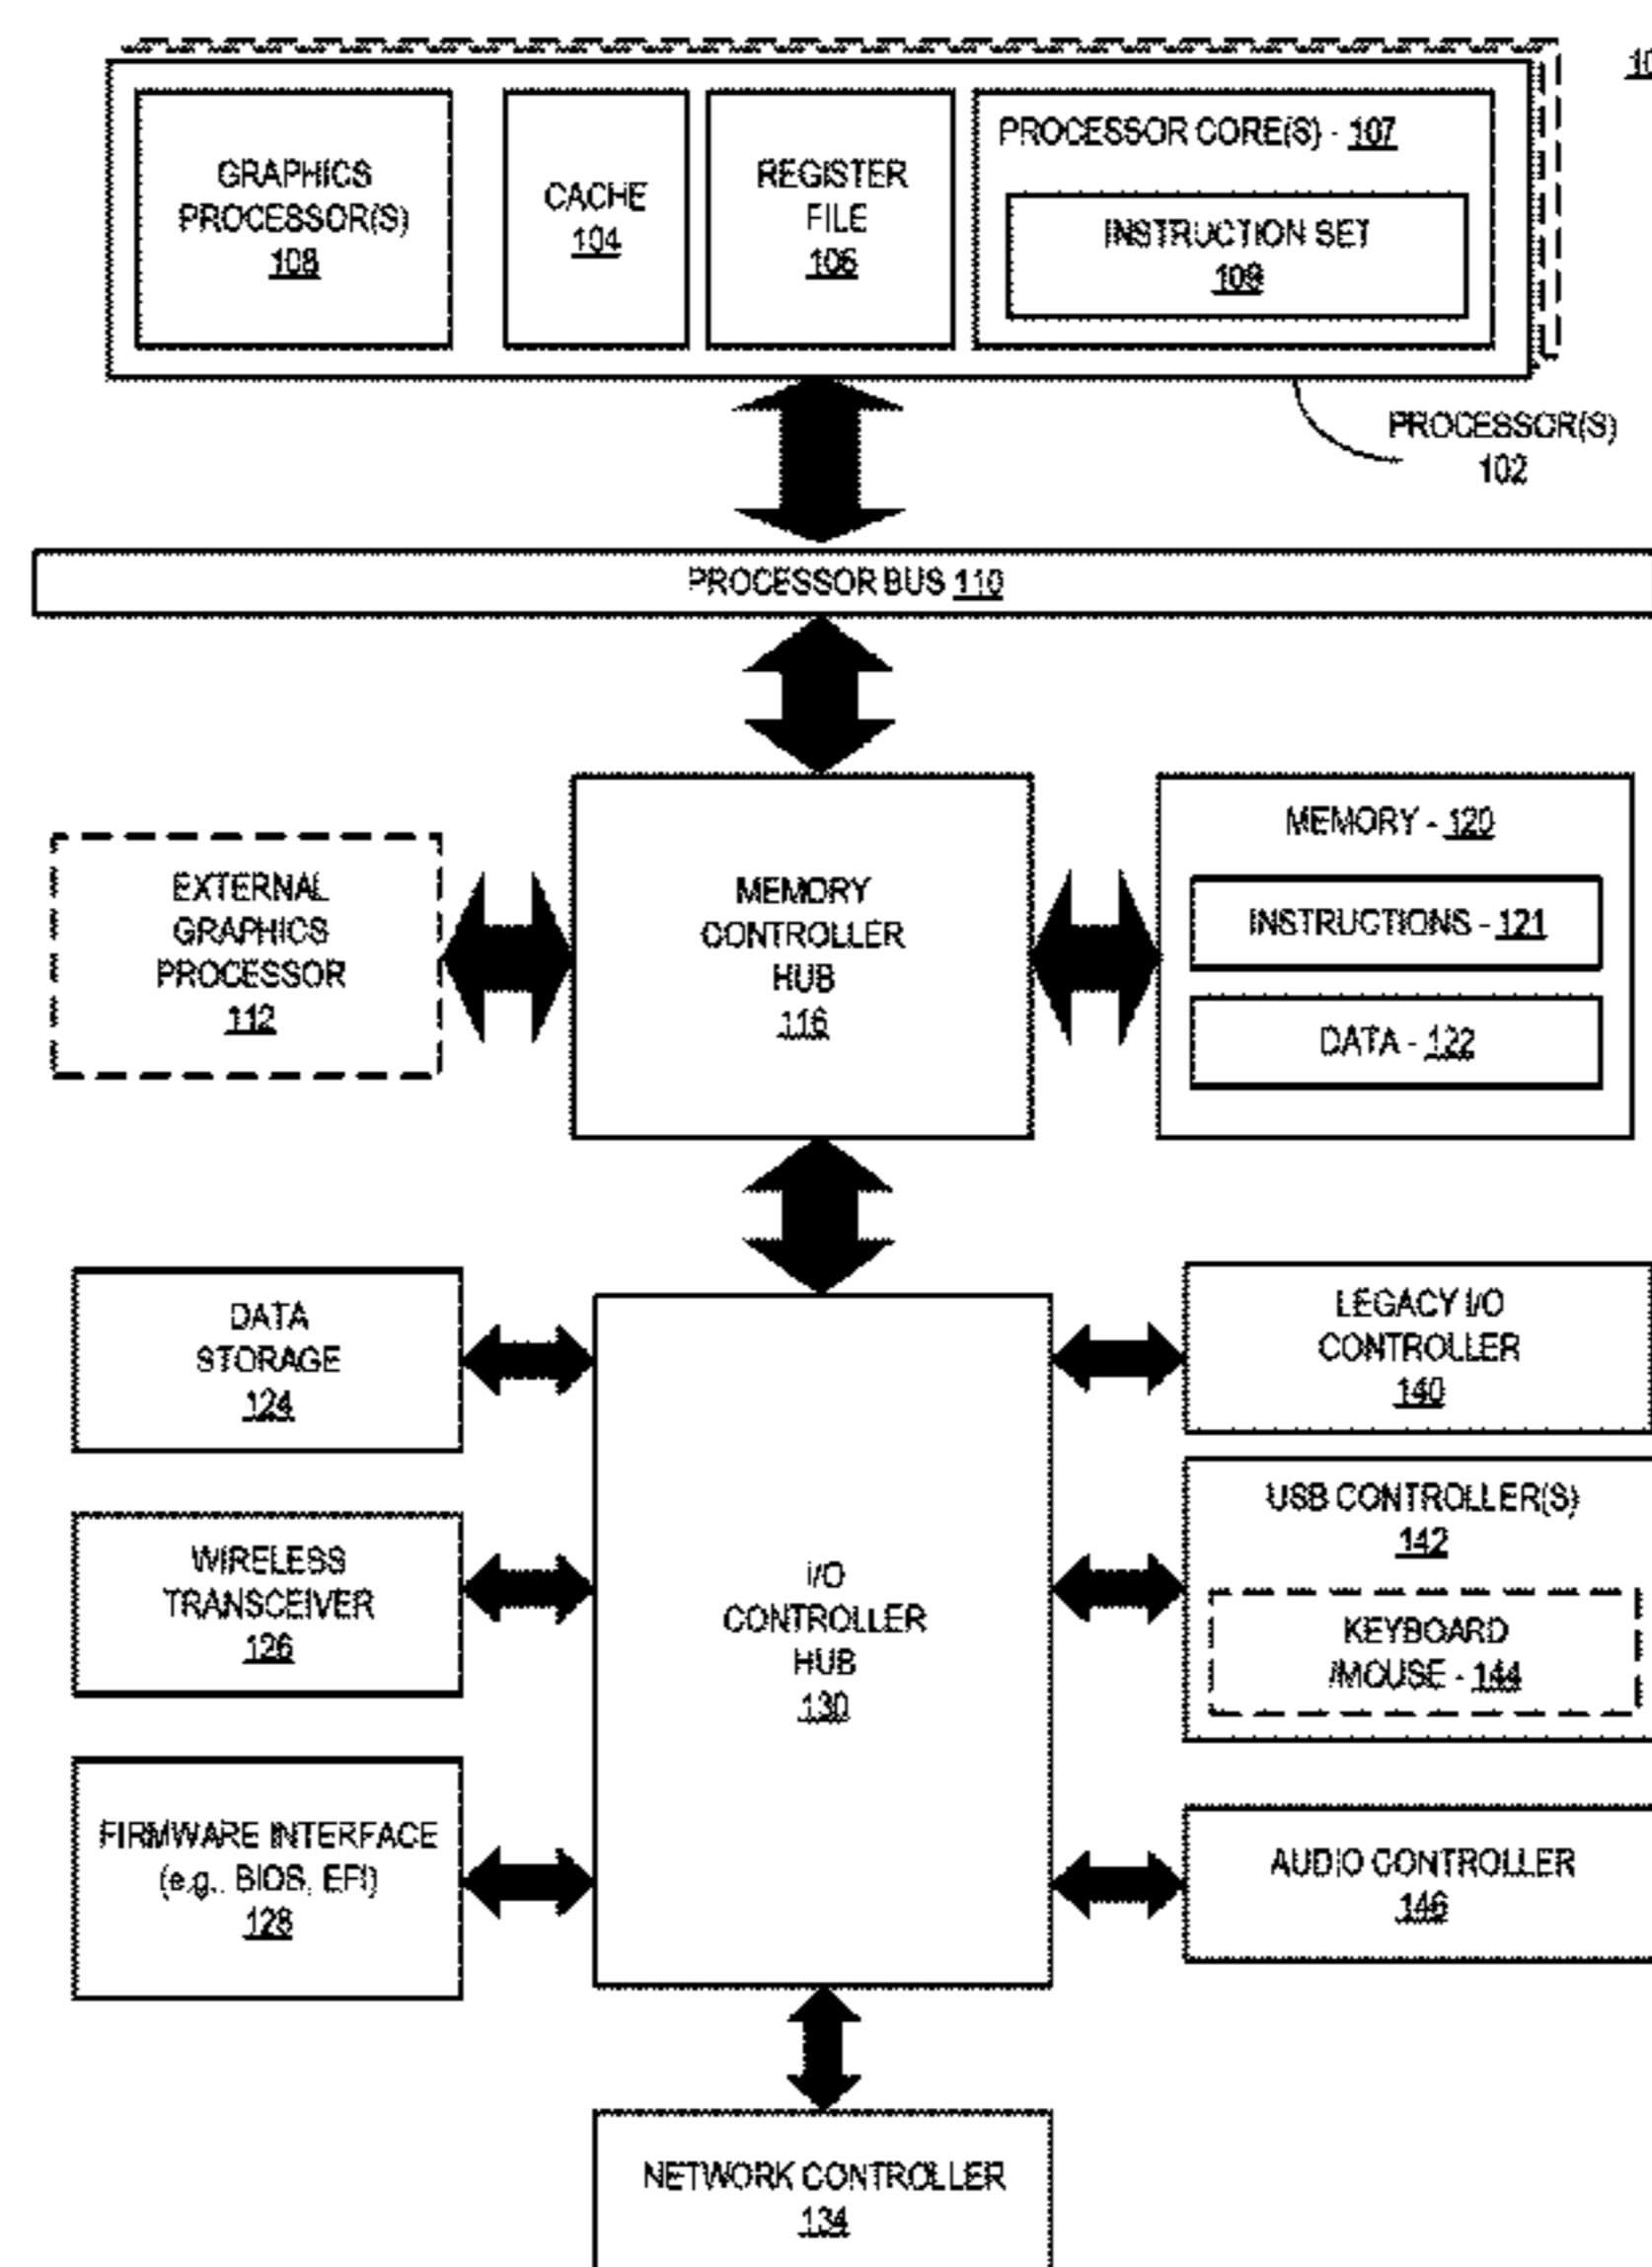 10
GRAPHICS
PROCESSOR(S)
108
CACHE
104
REGISTER
FILE
106
PROCESSOR CORE(S) - 107
INSTRUCTION SET
109
PROCESSOR(S)
102
PROCESSOR BUS 110
EXTERNAL
GRAPHICS
PROCESSOR
112
MEMORY
CONTROLLER
HUB
116
MEMORY - 120
INSTRUCTIONS - 121
DATA - 122
DATA
STORAGE
124
WIRELESS
TRANSCEIVER
126
FIRMWARE INTERFACE
(e.g., BIOS, EFI)
128
I/O
CONTROLLER
HUB
130
LEGACY I/O
CONTROLLER
140
USB CONTROLLER(S)
142
KEYBOARD
/MOUSE - 144
AUDIO CONTROLLER
146
NETWORK CONTROLLER
134